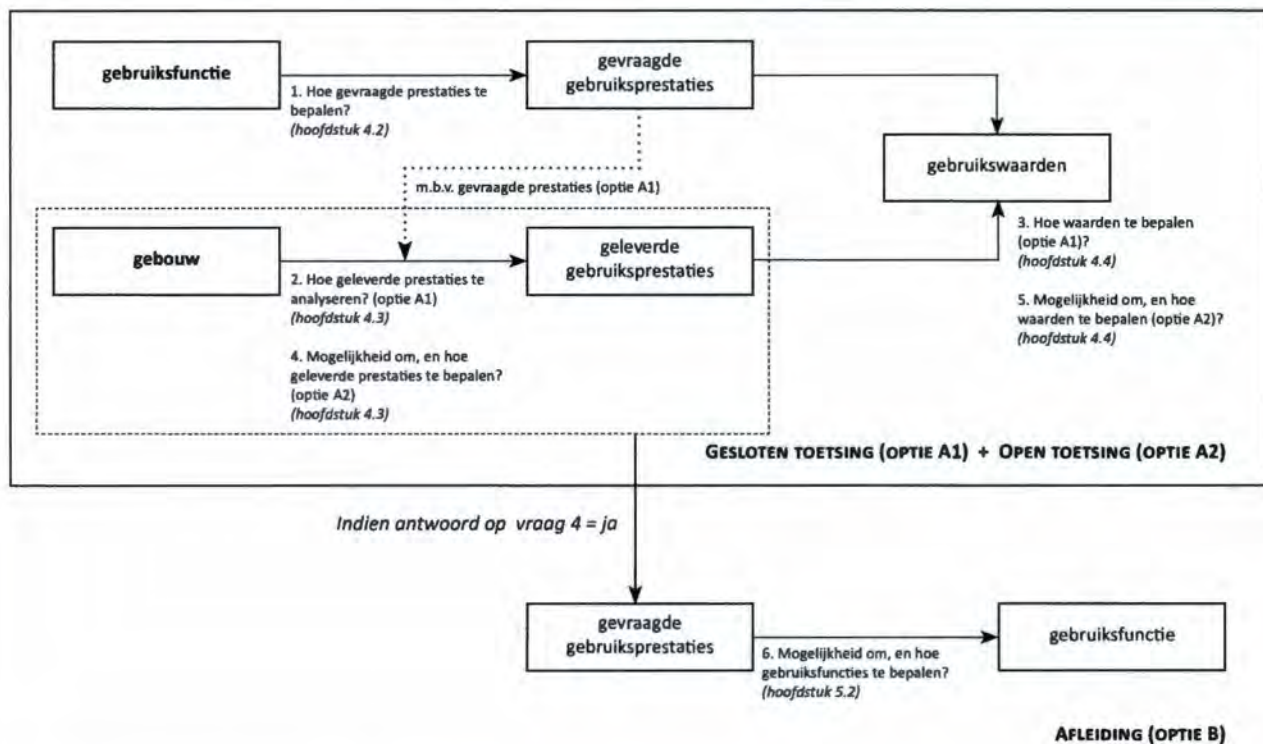 gebruiksfunctie
1. Hoe gevraagde prestaties te
bepalen?
(hoofdstuk 4.2)
gevraagde
gebruiksprestaties
gebruikswaarden
m.b.v. gevraagde prestaties (optie A1)
gebouw
2. Hoe geleverde prestaties te
analyseren? (optie A1)
(hoofdstuk 4.3)
4. Mogelijkheid om, en hoe
geleverde prestaties te bepalen?
(optie A2)
(hoofdstuk 4.3)
geleverde
gebruiksprestaties
3. Hoe waarden te bepalen
(optie A1)?
(hoofdstuk 4.4)
5. Mogelijkheid om, en hoe
waarden te bepalen (optie A2)?
(hoofdstuk 4.4)
GESLOTEN TOETSING (OPTIE A1) + OPEN TOETSING (OPTIE A2)
Indien antwoord op vraag 4 = ja
gevraagde
gebruiksprestaties
6. Mogelijkheid om, en hoe
gebruiksfuncties te bepalen?
(hoofdstuk 5.2)
gebruiksfunctie
AFLEIDING (OPTIE B)